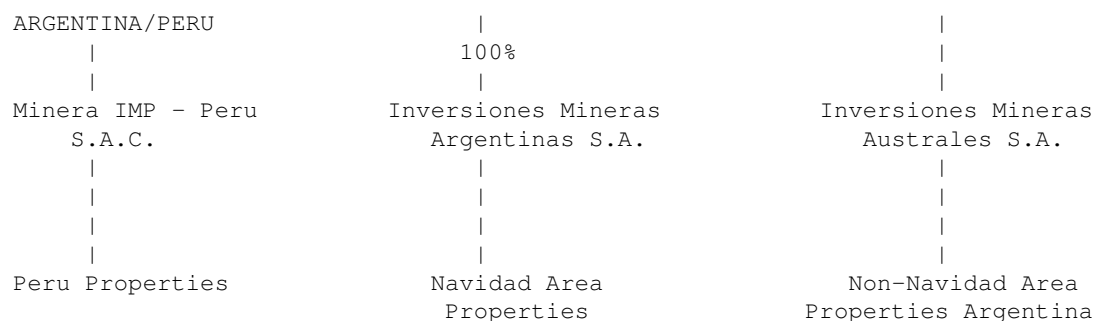 ARGENTINA/PERU
100%
Minera IMP - Peru Inversiones Mineras Inversiones Mineras
S.A.C. Argentinas S.A. Australes S.A.
Peru Properties Navidad Area Non-Navidad Area
Properties Properties Argentina